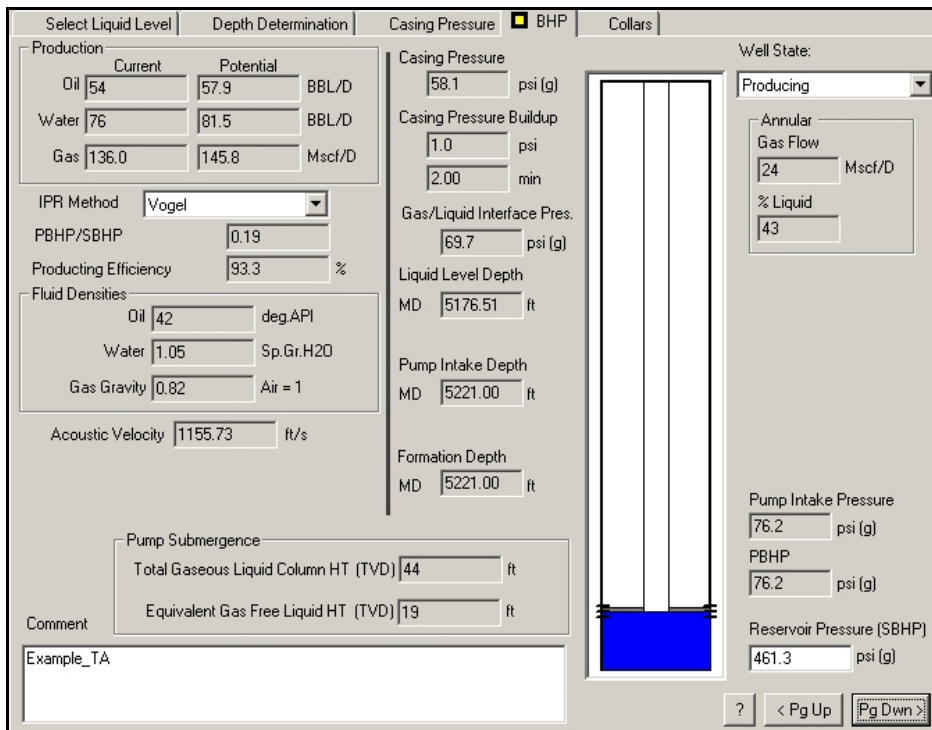 Select Liquid Level Depth Determination Casing Pressure BHP Collars
Production
Current Potential
Oil 54 57.9 BBL/D
Water 76 81.5 BBL/D
Gas 136.0 145.8 Mscf/D
IPR Method Vogel
PBHP/SBHP 0.19
Producting Efficiency 93.3 %
Fluid Densities
Oil 42 deg.API
Water 1.05 Sp.Gr.H2O
Gas Gravity 0.82 Air = 1
Acoustic Velocity 1155.73 ft/s
Casing Pressure
58.1 psi (g)
Casing Pressure Buildup
1.0 psi
2.00 min
Gas/Liquid Interface Pres.
69.7 psi (g)
Liquid Level Depth
MD 5176.51 ft
Pump Intake Depth
MD 5221.00 ft
Formation Depth
MD 5221.00 ft
Well State:
Producing
Annular
Gas Flow
24 Mscf/D
% Liquid
43
Pump Intake Pressure
76.2 psi (g)
PBHP
76.2 psi (g)
Reservoir Pressure (SBHP)
461.3 psi (g)
Pump Submergence
Total Gaseous Liquid Column HT (TVD) 44 ft
Equivalent Gas Free Liquid HT (TVD) 19 ft
Comment
Example_TA
? < Pg Up Pg Dwn >